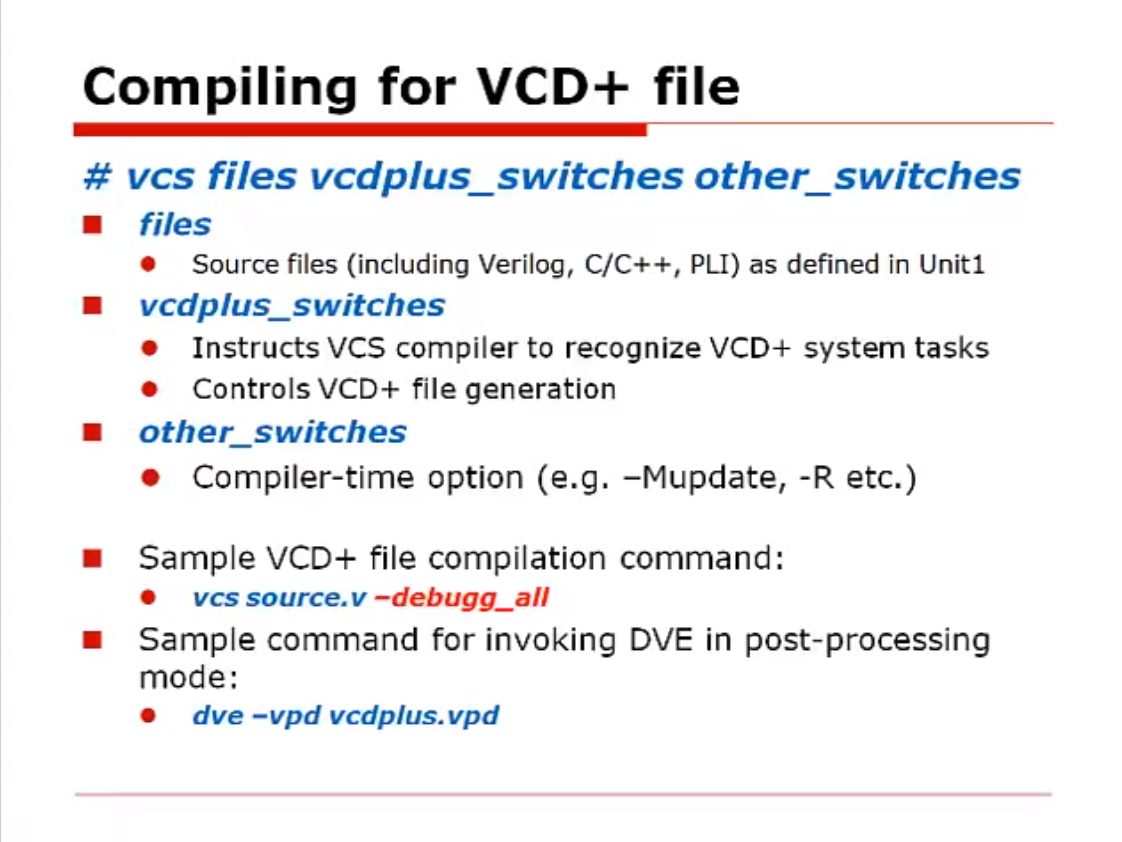 Compiling for VCD+ file
# vcs files vcdplus_switches other_switches
files
Source files (including Verilog, C/C++, PLI) as defined in Unit1
vcdplus_switches
Instructs VCS compiler to recognize VCD+ system tasks
Controls VCD+ file generation
other_switches
Compiler-time option (e.g. –Mupdate, -R etc.)
Sample VCD+ file compilation command:
vcs source.v –debugg_all
Sample command for invoking DVE in post-processing
mode:
dve –vpd vcdplus.vpd